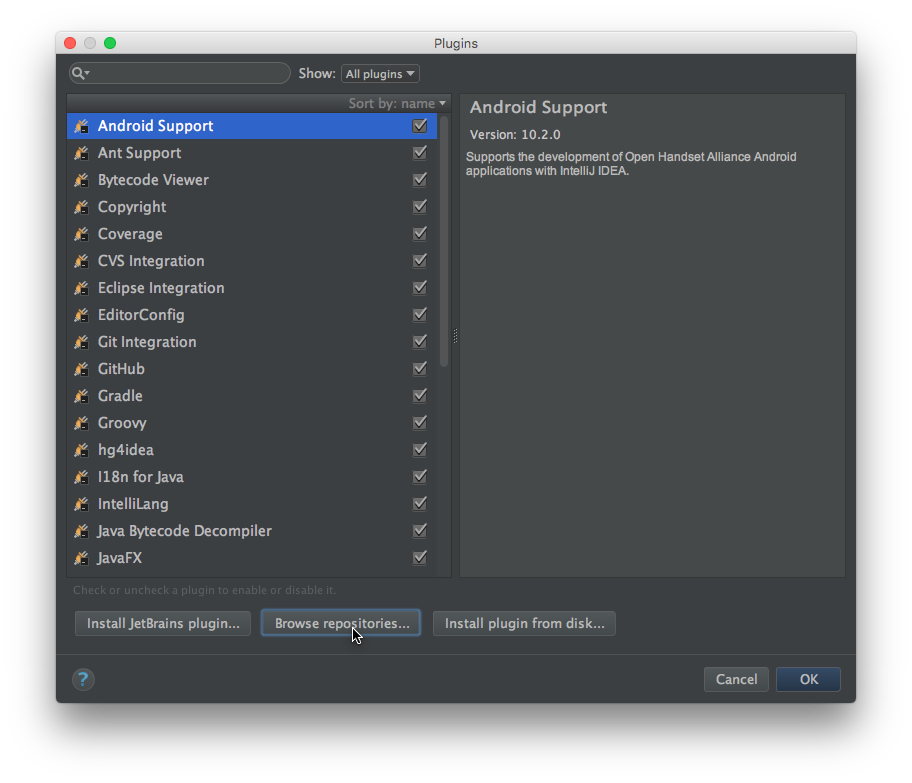 Plugins
Show: All plugins
Sort by: name
Android Support
Ant Support
Bytecode Viewer
Copyright
Coverage
CVS Integration
Eclipse Integration
EditorConfig
Git Integration
GitHub
Gradle
Groovy
hg4idea
I18n for Java
IntelliLang
Java Bytecode Decompiler
JavaFX
Android Support
Version: 10.2.0
Supports the development of Open Handset Alliance Android
applications with IntelliJ IDEA.
Check or uncheck a plugin to enable or disable it.
Install JetBrains plugin... Browse repositories... Install plugin from disk...
? Cancel OK